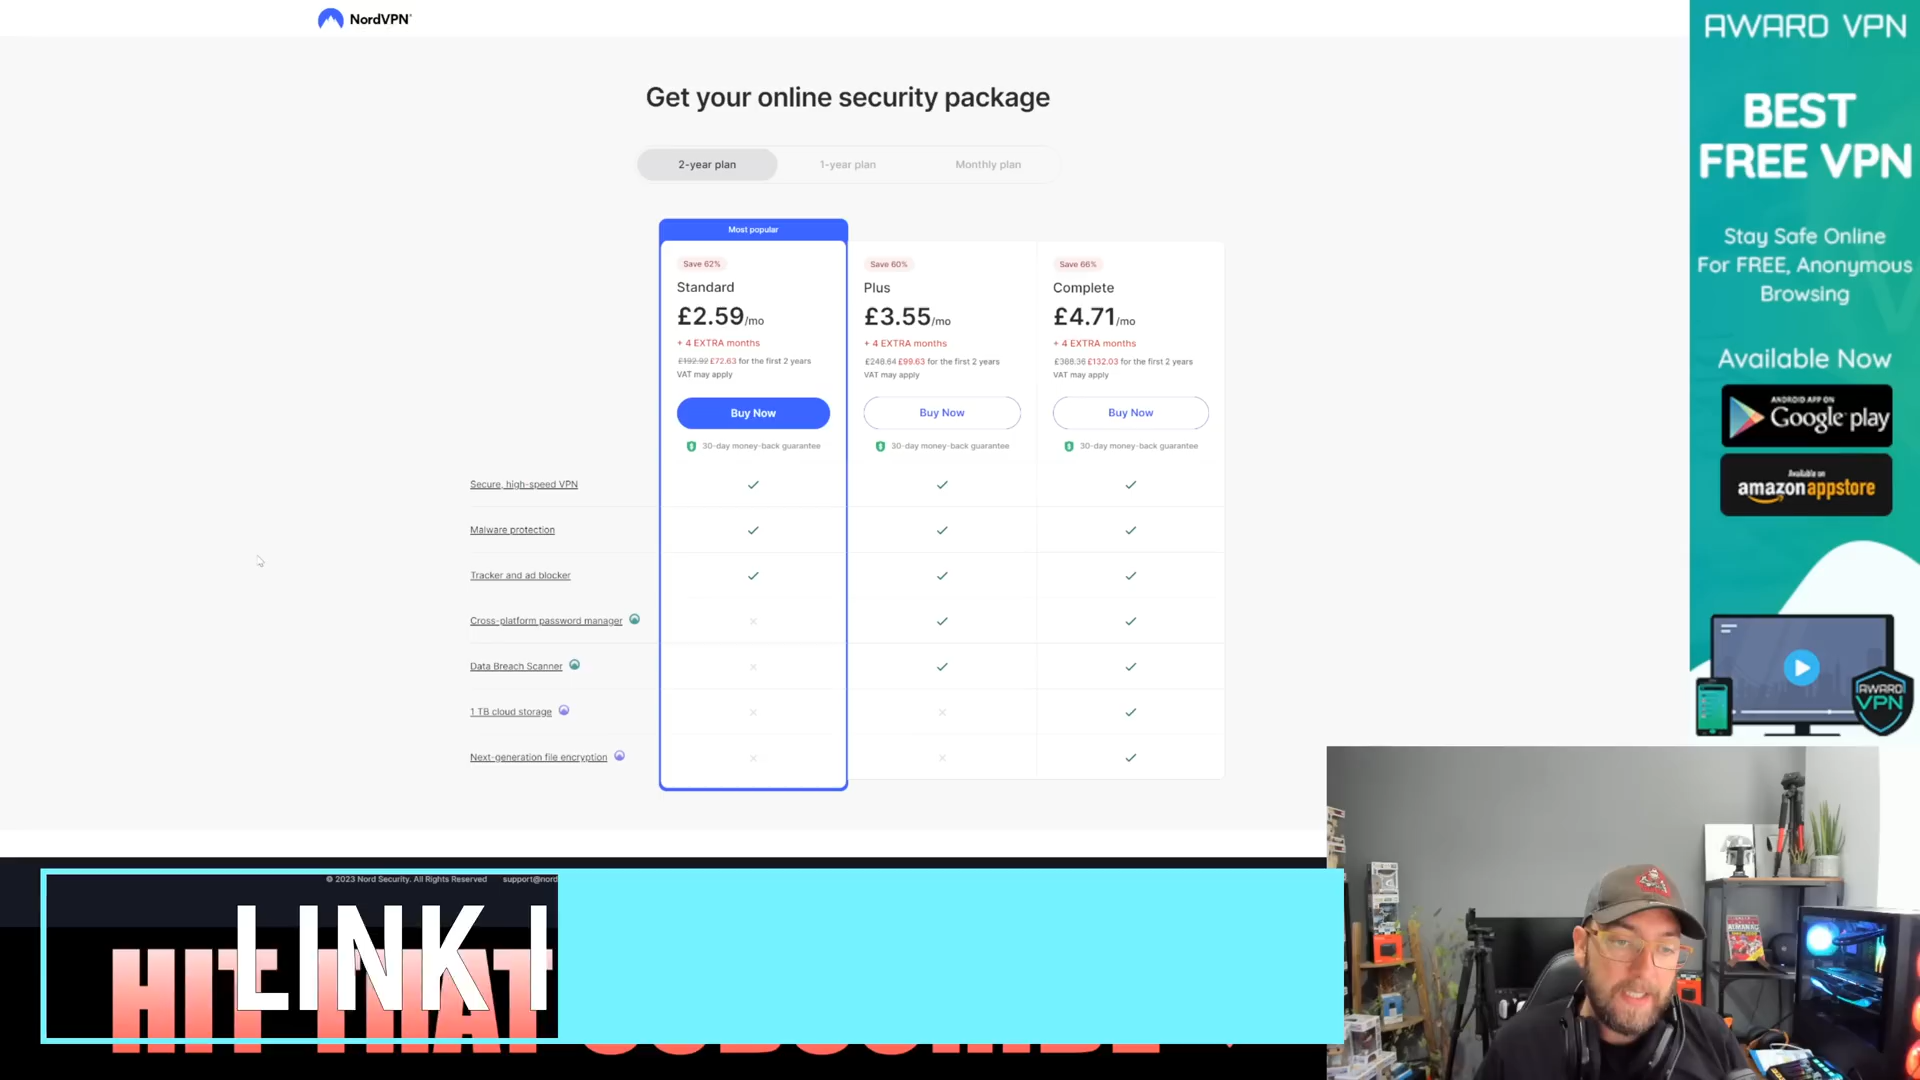 NordVPN®
Get your online security package
2-year plan
1-year plan
Monthly plan
Most popular
Save 62%
Standard
£2.59/mo
+ 4 EXTRA months
£192.92 £72.63 for the first 2 years
VAT may apply
Buy Now
30-day money-back guarantee
Save 60%
Plus
£3.55/mo
+ 4 EXTRA months
£248.64 £99.63 for the first 2 years
VAT may apply
Buy Now
30-day money-back guarantee
Save 66%
Complete
£4.71/mo
+ 4 EXTRA months
£388.36 £132.03 for the first 2 years
VAT may apply
Buy Now
30-day money-back guarantee
Secure, high-speed VPN
Malware protection
Tracker and ad blocker
Cross-platform password manager
Data Breach Scanner
1 TB cloud storage
Next-generation file encryption
© 2023 Nord Security. All Rights Reserved
support@nord
LINK I
HIT THAT
AWARD VPN
BEST
FREE VPN
Stay Safe Online
For FREE, Anonymous
Browsing
Available Now
ANDROID APP ON
Google play
Available on
amazon appstore
AWARD
VPN
SPORTS
ALMANAC